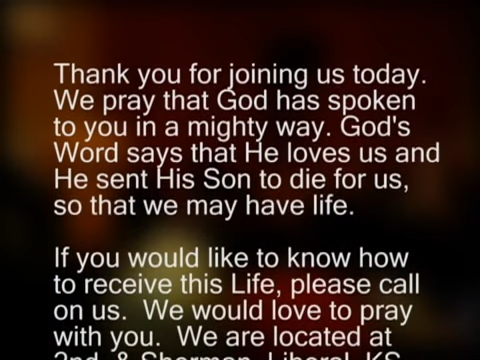 Thank you for joining us today.
We pray that God has spoken
to you in a mighty way. God's
Word says that He loves us and
He sent His Son to die for us,
so that we may have life.
If you would like to know how
to receive this Life, please call
on us.  We would love to pray
with you.  We are located at
2nd. & Sherman, Liberal, KS